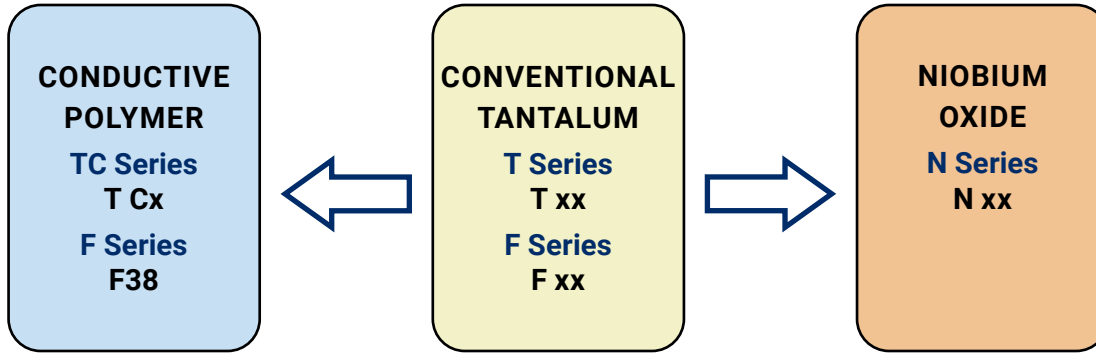 CONDUCTIVE
POLYMER
TC Series
T Cx
F Series
F38
CONVENTIONAL
TANTALUM
T Series
T xx
F Series
F xx
NIOBIUM
OXIDE
N Series
N xx